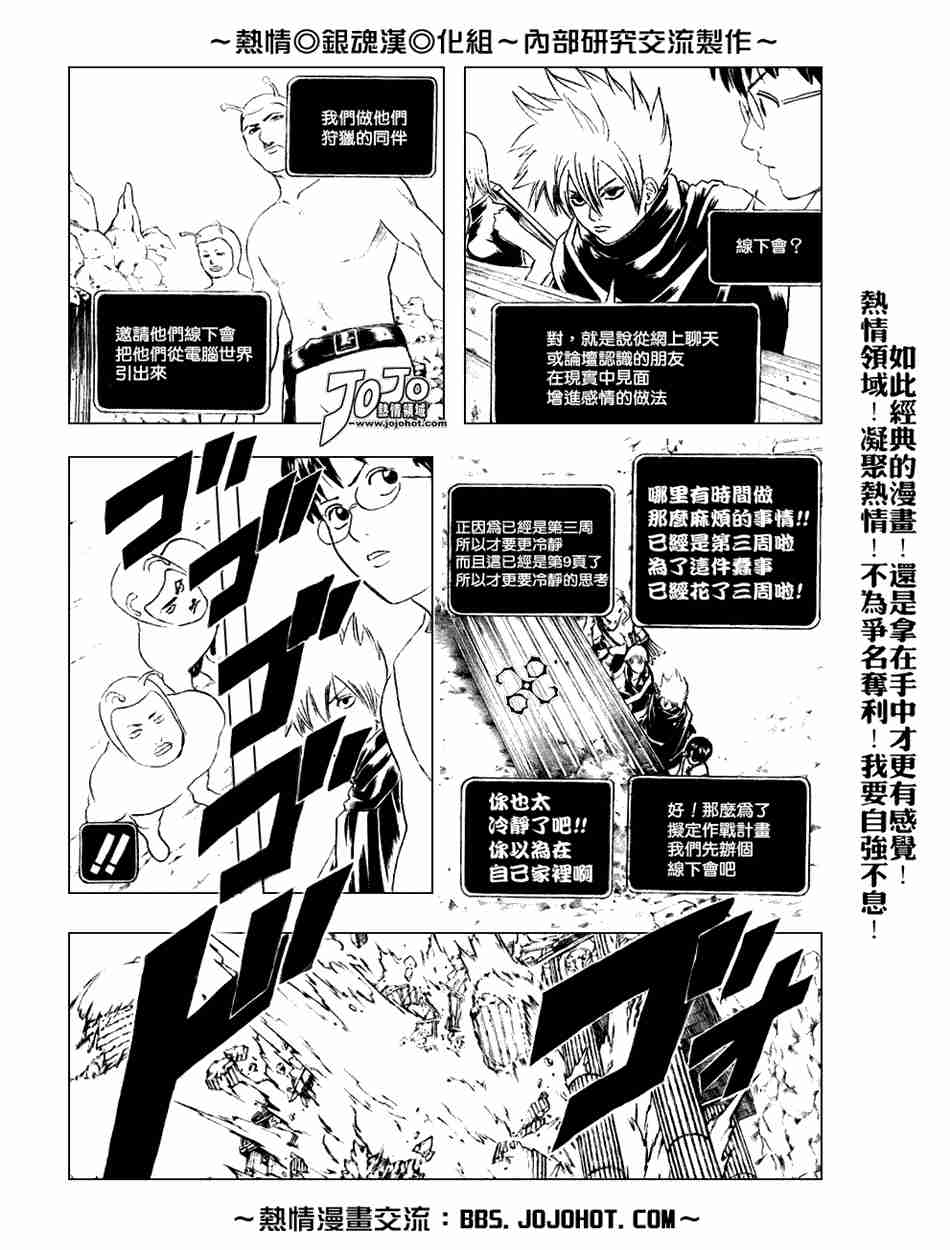 ～熱情◎銀魂漢◎化組～內部研究交流製作～
線下會？
對，就是說從網上聊天
或論壇認識的朋友
在現實中見面
增進感情的做法
我們做他們
狩獵的同伴
邀請他們線下會
把他們從電腦世界
引出來
JOJO
熱情領域
www.jojohot.com
哪里有時間做
那麼麻煩的事情!!
已經是第三周啦
為了這件蠢事
已經花了三周啦!
正因為已經是第三周
所以才要更冷靜
而且這已經是第9頁了
所以才要冷靜的思考
好！那麼為了
擬定作戰計畫
我們先辦個
線下會吧
你也太
冷靜了吧!!
你以為在
自己家裡啊
!!
ゴゴゴゴ
ドゴォ
如此經典的漫畫！還是拿在手中才更有感覺！
熱情領域！凝聚熱情！不為爭名奪利！我要自強不息！
～熱情漫畫交流：BBS.JOJOHOT.COM～